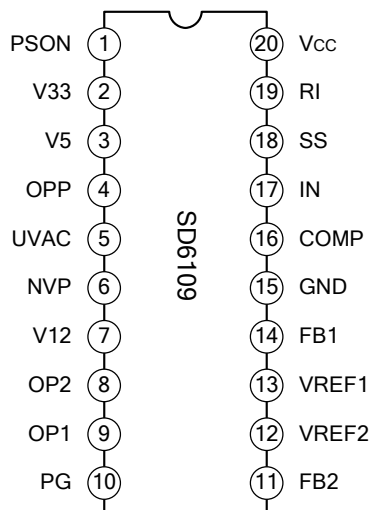 PSON 1 20 VCC
V33 2 19 RI
V5 3 18 SS
OPP 4 17 IN
UVAC 5 16 COMP
NVP 6 15 GND
V12 7 14 FB1
OP2 8 13 VREF1
OP1 9 12 VREF2
PG 10 11 FB2
SD6109